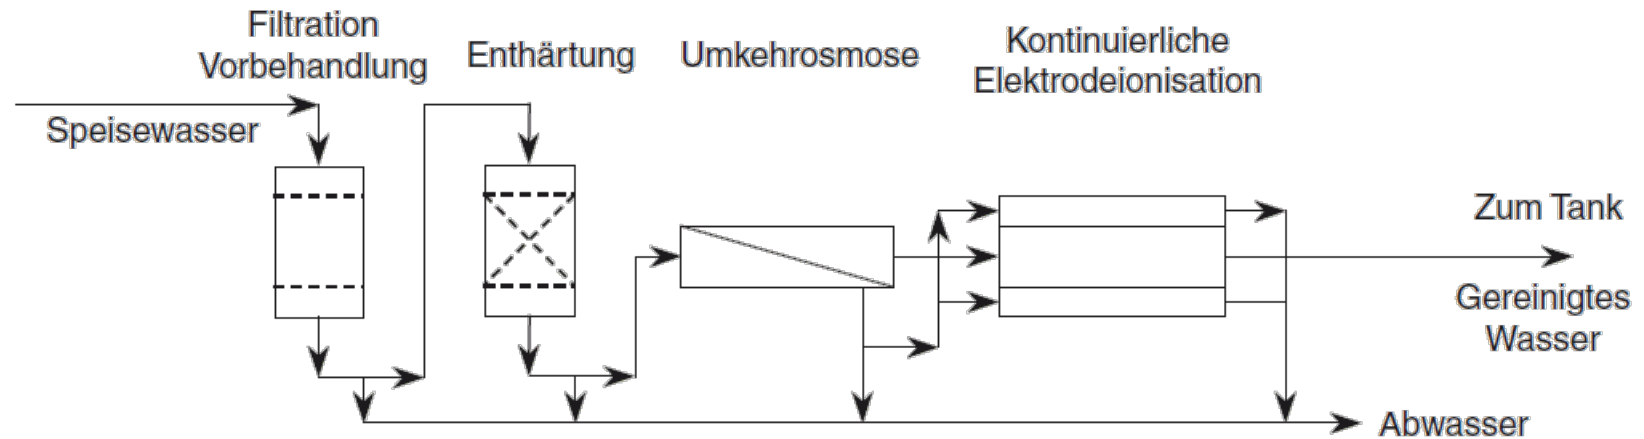 Filtration
Vorbehandlung
Enthärtung
Umkehrosmose
Kontinuierliche
Elektrodeionisation
Speisewasser
Zum Tank
Gereinigtes
Wasser
Abwasser